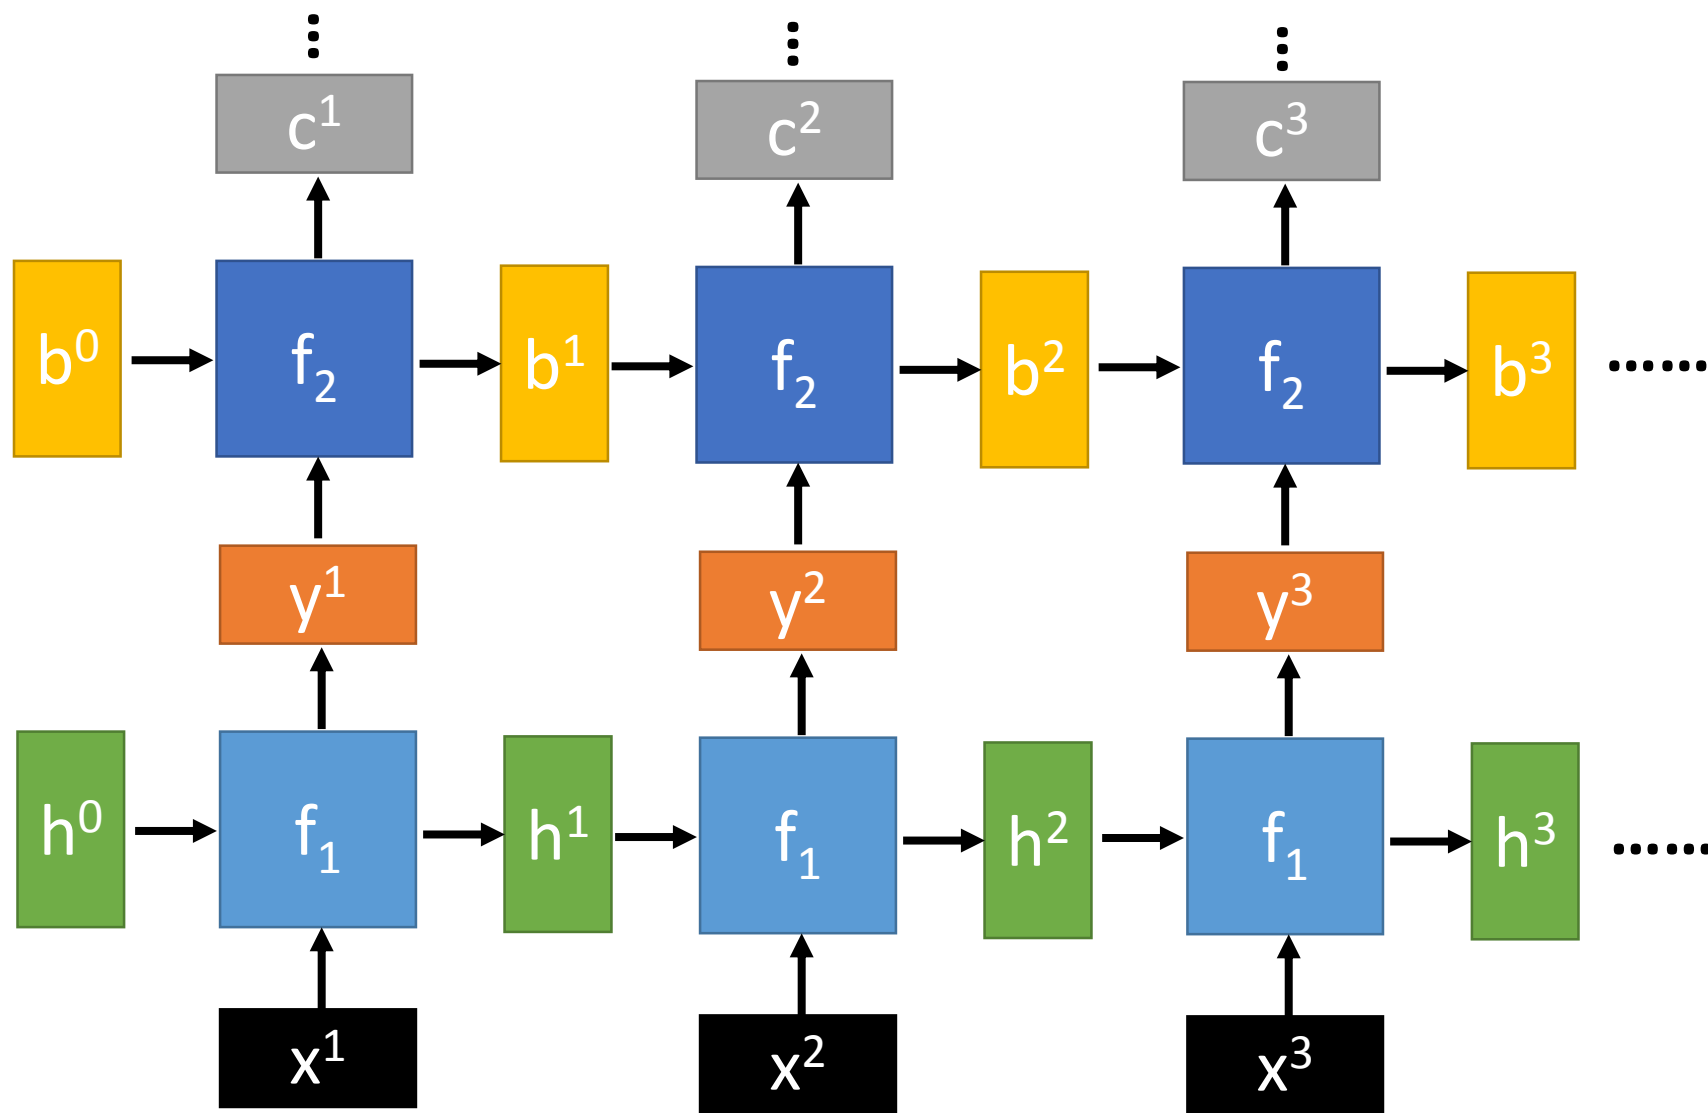 ⋮ ⋮ ⋮
c¹ c² c³
b⁰ f₂ b¹ f₂ b² f₂ b³ ......
y¹ y² y³
h⁰ f₁ h¹ f₁ h² f₁ h³ ......
x¹ x² x³